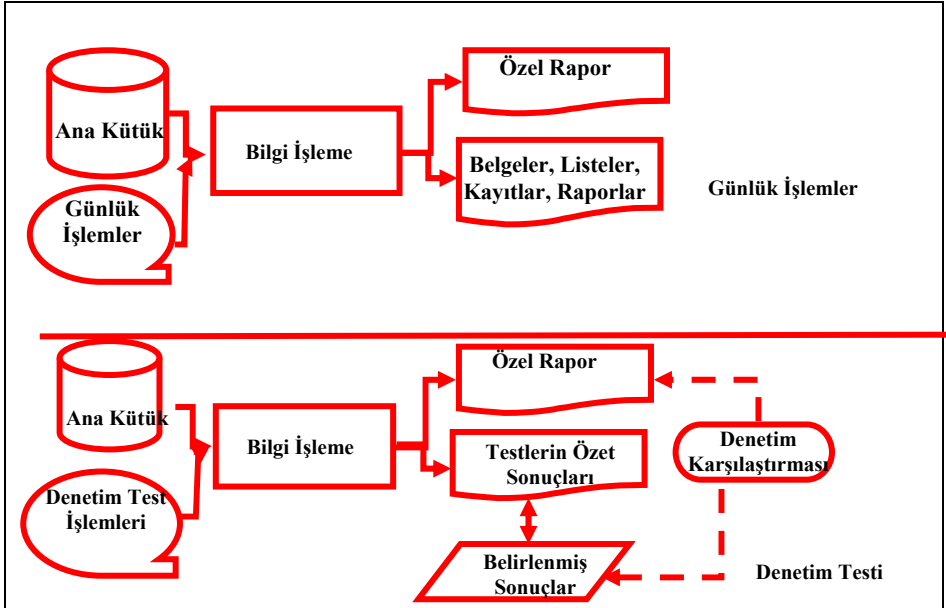 Özel Rapor
Ana Kütük
Bilgi İşleme
Belgeler, Listeler,
Kayıtlar, Raporlar
Günlük İşlemler
Günlük
İşlemler
Özel Rapor
Ana Kütük
Bilgi İşleme
Testlerin Özet
Sonuçları
Denetim
Karşılaştırması
Denetim Test
İşlemleri
Belirlenmiş
Sonuçlar
Denetim Testi